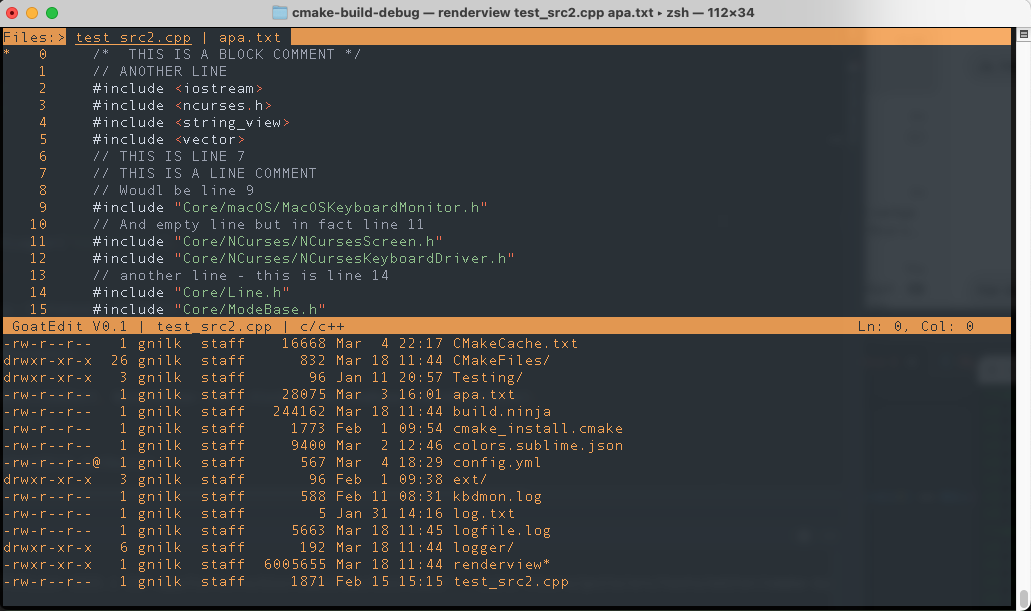 cmake-build-debug — renderview test_src2.cpp apa.txt ▸ zsh — 112×34
Files:> test_src2.cpp | apa.txt
* 0 /*  THIS IS A BLOCK COMMENT */
1 // ANOTHER LINE
2 #include <iostream>
3 #include <ncurses.h>
4 #include <string_view>
5 #include <vector>
6 // THIS IS LINE 7
7 // THIS IS A LINE COMMENT
8 // Woudl be line 9
9 #include "Core/macOS/MacOSKeyboardMonitor.h"
10 // And empty line but in fact line 11
11 #include "Core/NCurses/NCursesScreen.h"
12 #include "Core/NCurses/NCursesKeyboardDriver.h"
13 // another line - this is line 14
14 #include "Core/Line.h"
15 #include "Core/ModeBase.h"
GoatEdit V0.1 | test_src2.cpp | c/c++ Ln: 0, Col: 0
-rw-r--r-- 1 gnilk staff 16668 Mar 4 22:17 CMakeCache.txt
drwxr-xr-x 26 gnilk staff 832 Mar 18 11:44 CMakeFiles/
drwxr-xr-x 3 gnilk staff 96 Jan 11 20:57 Testing/
-rw-r--r-- 1 gnilk staff 28075 Mar 3 16:01 apa.txt
-rw-r--r-- 1 gnilk staff 244162 Mar 18 11:44 build.ninja
-rw-r--r-- 1 gnilk staff 1773 Feb 1 09:54 cmake_install.cmake
-rw-r--r-- 1 gnilk staff 9400 Mar 2 12:46 colors.sublime.json
-rw-r--r--@ 1 gnilk staff 567 Mar 4 18:29 config.yml
drwxr-xr-x 3 gnilk staff 96 Feb 1 09:38 ext/
-rw-r--r-- 1 gnilk staff 588 Feb 11 08:31 kbdmon.log
-rw-r--r-- 1 gnilk staff 5 Jan 31 14:16 log.txt
-rw-r--r-- 1 gnilk staff 5663 Mar 18 11:45 logfile.log
drwxr-xr-x 6 gnilk staff 192 Mar 18 11:44 logger/
-rwxr-xr-x 1 gnilk staff 6005655 Mar 18 11:44 renderview*
-rw-r--r-- 1 gnilk staff 1871 Feb 15 15:15 test_src2.cpp